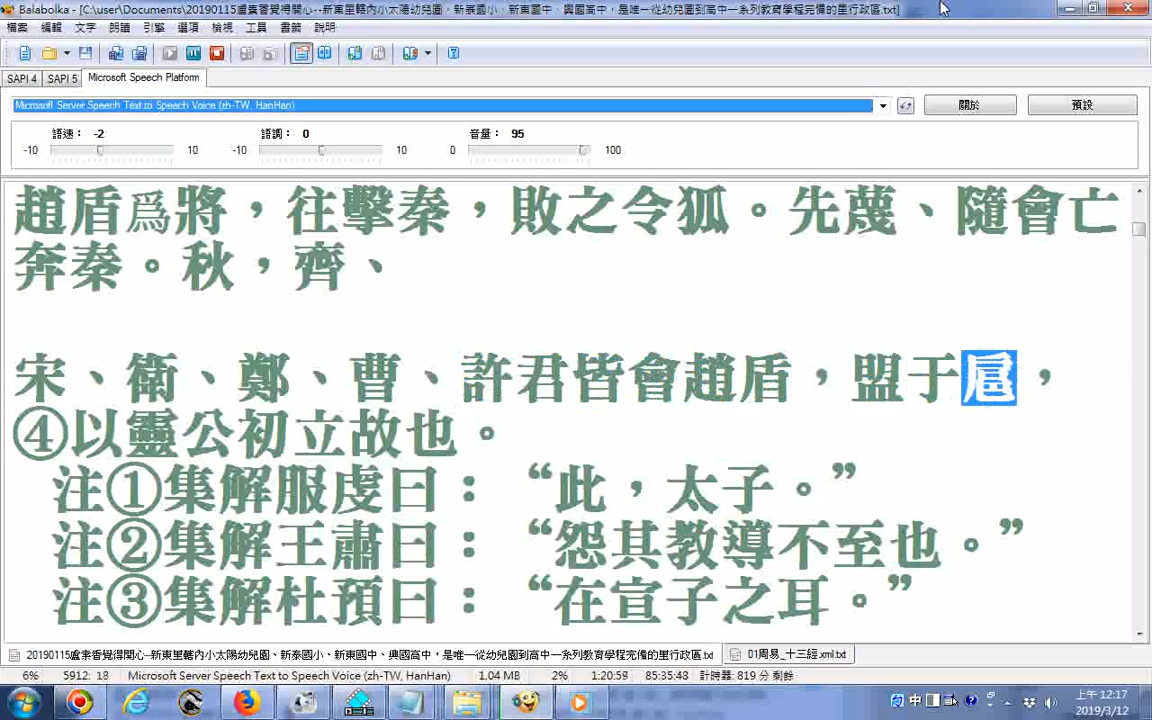 Balabolka - [C:\user\Documents\20190115盧素香覺得開心--新東里轄內小太陽幼兒園、新泰國小、新東國中、興國高中，是唯一從幼兒園到高中一系列教育學程完備的里行政區.txt]
檔案 編輯 文字 朗讀 引擎 選項 檢視 工具 書籤 說明
SAPI 4 SAPI 5 Microsoft Speech Platform
Microsoft Server Speech Text to Speech Voice (zh-TW, HanHan) 關於 預設
語速： -2 語調： 0 音量： 95
-10 10 -10 10 0 100
趙盾爲將，往擊秦，敗之令狐。先蔑、隨會亡
奔秦。秋，齊、
宋、衛、鄭、曹、許君皆會趙盾，盟于扈，
④以靈公初立故也。
注①集解服虔曰：“此，太子。”
注②集解王肅曰：“怨其教導不至也。”
注③集解杜預曰：“在宣子之耳。”
20190115盧素香覺得開心--新東里轄內小太陽幼兒園、新泰國小、新東國中、興國高中，是唯一從幼兒園到高中一系列教育學程完備的里行政區.txt 01周易_十三經.xml.txt
6% 5912: 18 Microsoft Server Speech Text to Speech Voice (zh-TW, HanHan) 1.04 MB 2% 1:20:59 85:35:48 計時器: 819 分 剩餘
中 上午 12:17
2019/3/12